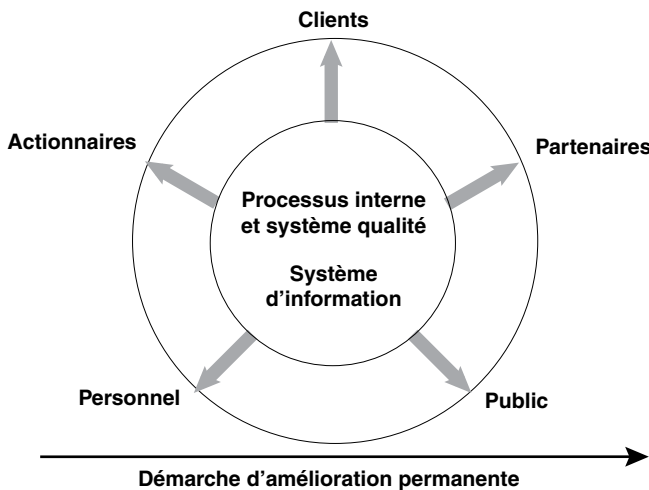 Clients
Actionnaires
Partenaires
Processus interne
et système qualité
Système
d'information
Personnel
Public
Démarche d'amélioration permanente